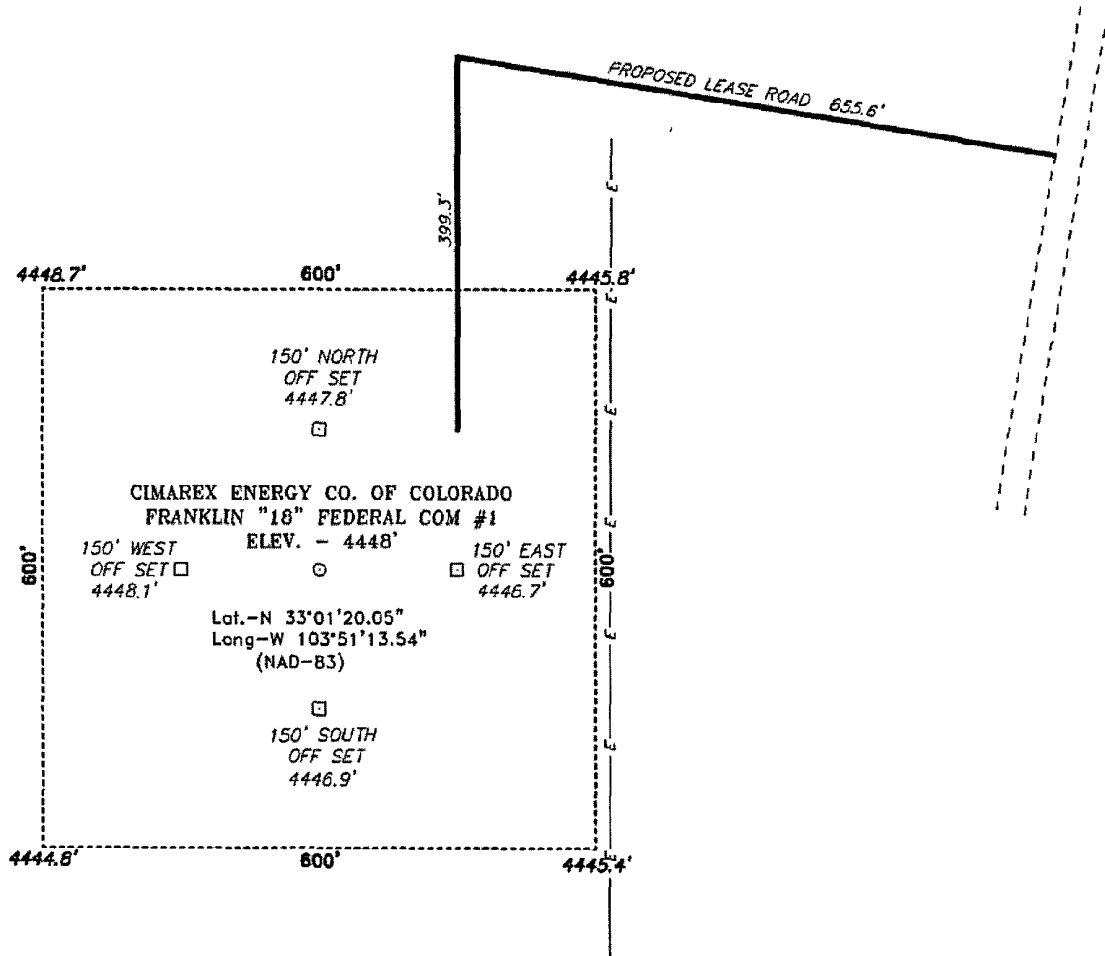 PROPOSED LEASE ROAD 655.6'
399.3'
4448.7'
600'
4445.8'
150' NORTH
OFF SET
4447.8'
CIMAREX ENERGY CO. OF COLORADO
FRANKLIN "18" FEDERAL COM #1
ELEV. - 4448'
150' WEST
OFF SET
4448.1'
150' EAST
OFF SET
4446.7'
600'
600'
Lat.-N 33°01'20.05"
Long-W 103°51'13.54"
(NAD-83)
150' SOUTH
OFF SET
4446.9'
4444.8'
600'
4445.4'
E
E
E
E
E
E
E